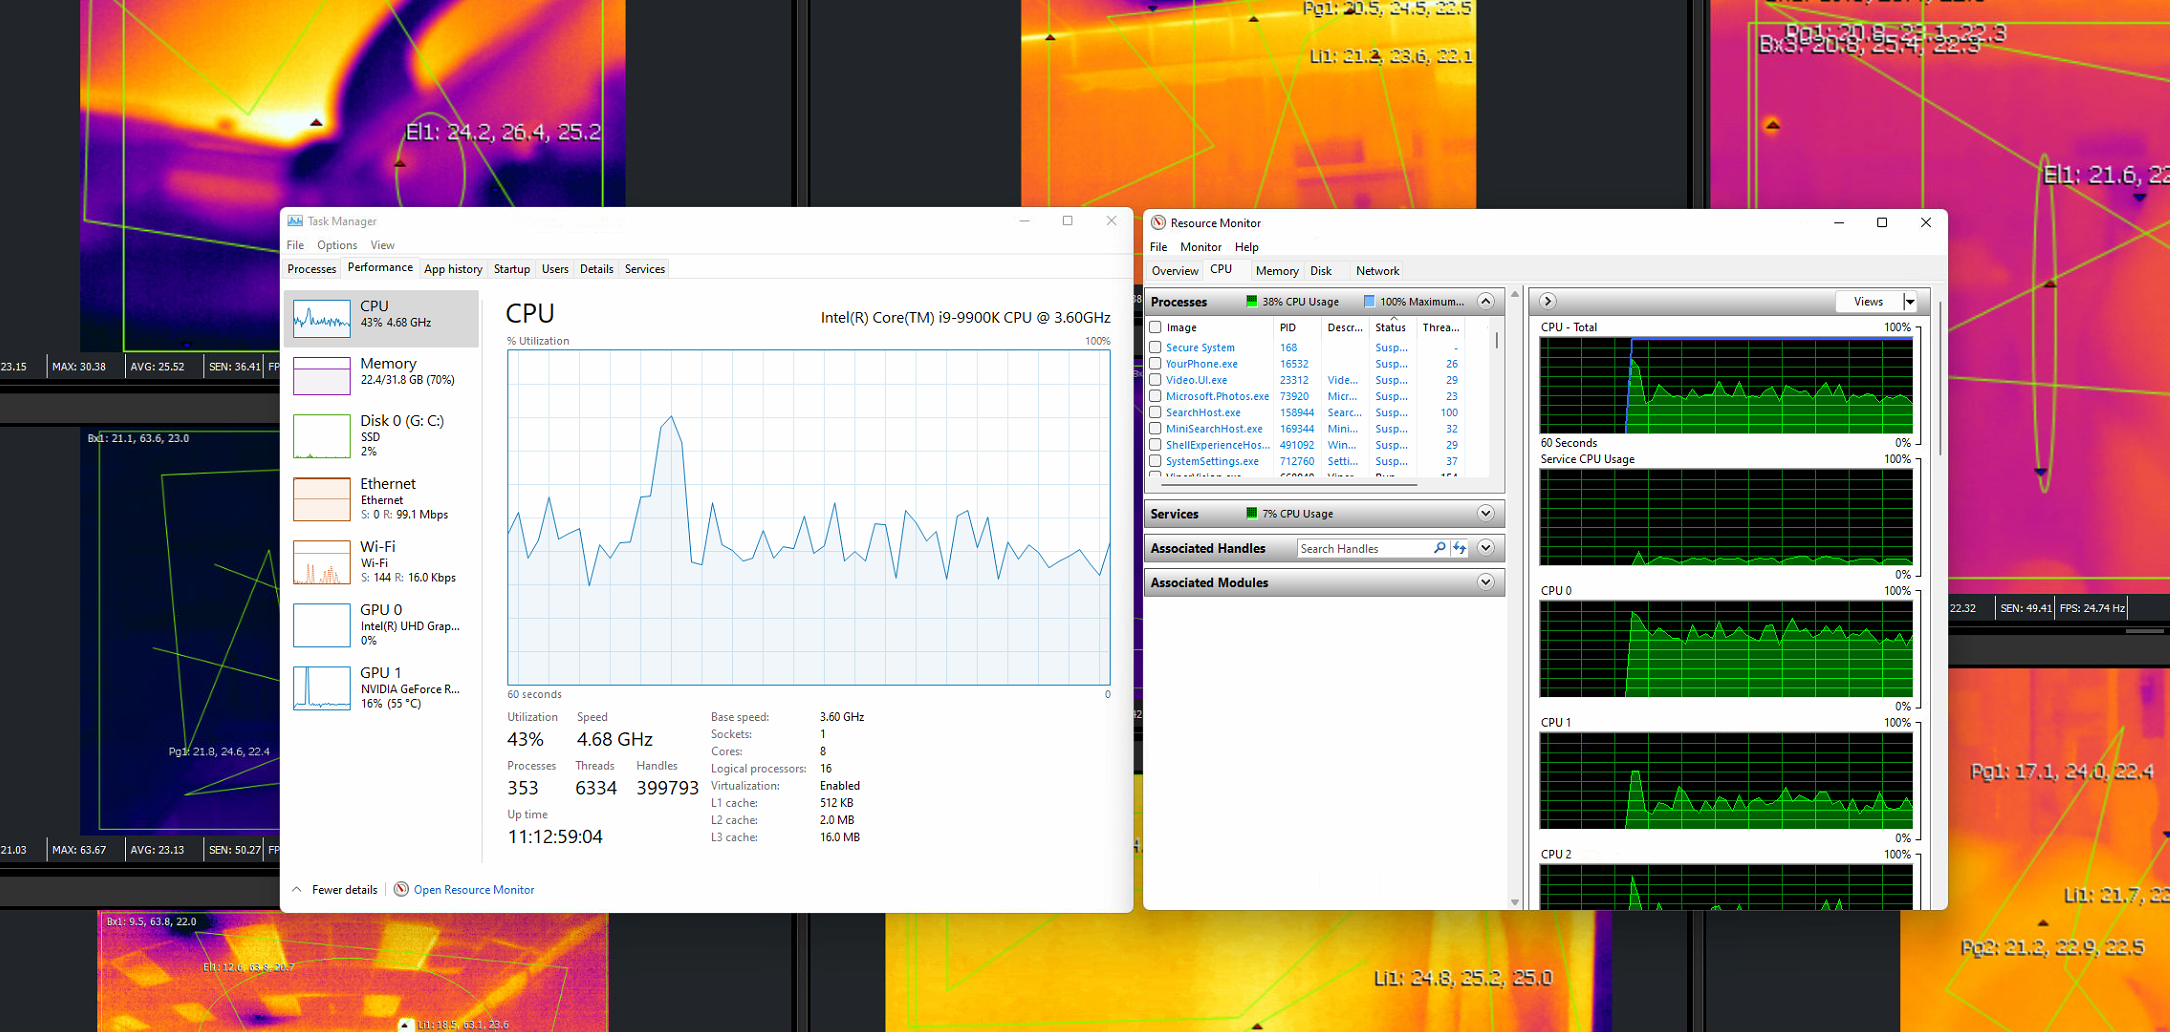 Pg1: 20.5, 24.5, 22.5
Li1: 21.2, 23.6, 22.1
Pg1: 20.8, 23.1, 22.3
Bx3: 20.8, 25.4, 22.3
El1: 24.2, 26.4, 25.2
El1: 21.6, 22
Task Manager
File Options View
Processes Performance App history Startup Users Details Services
CPU
43% 4.68 GHz
Memory
22.4/31.8 GB (70%)
Disk 0 (G: C:)
SSD
2%
Ethernet
Ethernet
S: 0 R: 99.1 Mbps
Wi-Fi
Wi-Fi
S: 144 R: 16.0 Kbps
GPU 0
Intel(R) UHD Grap...
0%
GPU 1
NVIDIA GeForce R...
16% (55 °C)
CPU
Intel(R) Core(TM) i9-9900K CPU @ 3.60GHz
% Utilization 100%
60 seconds 0
Utilization Speed
43% 4.68 GHz
Processes Threads Handles
353 6334 399793
Up time
11:12:59:04
Base speed: 3.60 GHz
Sockets: 1
Cores: 8
Logical processors: 16
Virtualization: Enabled
L1 cache: 512 KB
L2 cache: 2.0 MB
L3 cache: 16.0 MB
Fewer details Open Resource Monitor
Resource Monitor
File Monitor Help
Overview CPU Memory Disk Network
Processes 38% CPU Usage 100% Maximum...
Image PID Descr... Status Threa...
Secure System 168 Susp... -
YourPhone.exe 16532 Susp... 26
Video.UI.exe 23312 Vide... Susp... 29
Microsoft.Photos.exe 73920 Micr... Susp... 23
SearchHost.exe 158944 Searc... Susp... 100
MiniSearchHost.exe 169344 Mini... Susp... 32
ShellExperienceHos... 491092 Win... Susp... 29
SystemSettings.exe 712760 Setti... Susp... 37
Services 7% CPU Usage
Associated Handles Search Handles
Associated Modules
Views
CPU - Total 100%
60 Seconds 0%
Service CPU Usage 100%
0%
CPU 0 100%
0%
CPU 1 100%
0%
CPU 2 100%
23.15 MAX: 30.38 AVG: 25.52 SEN: 36.41 FP
Bx1: 21.1, 63.6, 23.0
Pg1: 21.8, 24.6, 22.4
21.03 MAX: 63.67 AVG: 23.13 SEN: 50.27 FP
22.32 SEN: 49.41 FPS: 24.74 Hz
Pg1: 17.1, 24.0, 22.4
Li1: 21.7, 22
Pg2: 21.2, 22.9, 22.5
Bx1: 9.5, 63.8, 22.0
El1: 12.6, 63.8, 20.7
Li1: 18.5, 63.1, 23.6
Li1: 24.8, 25.2, 25.0